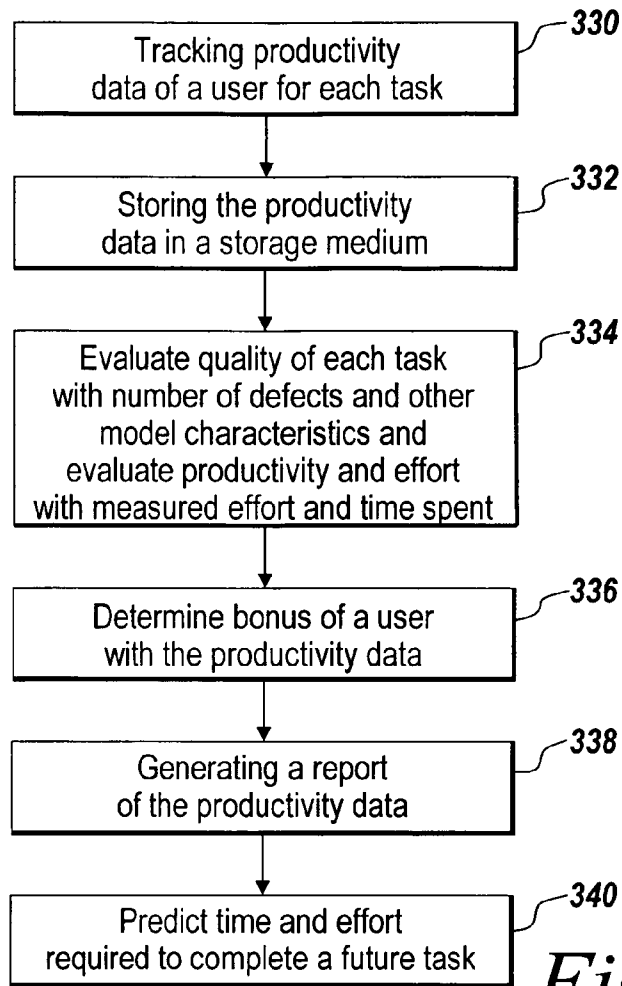 330
Tracking productivity
data of a user for each task
332
Storing the productivity
data in a storage medium
334
Evaluate quality of each task
with number of defects and other
model characteristics and
evaluate productivity and effort
with measured effort and time spent
336
Determine bonus of a user
with the productivity data
338
Generating a report
of the productivity data
340
Predict time and effort
required to complete a future task